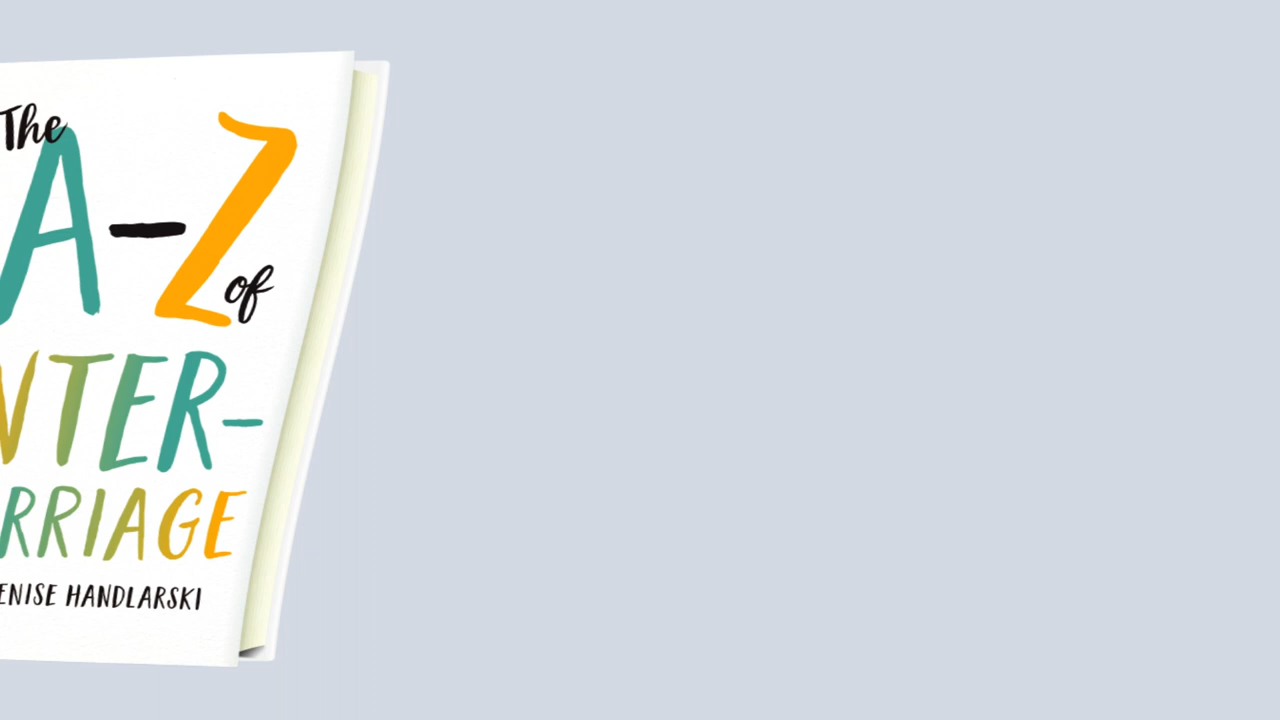 The
A-Z
of
NTER-
RRIAGE
ENISE HANDLARSKI